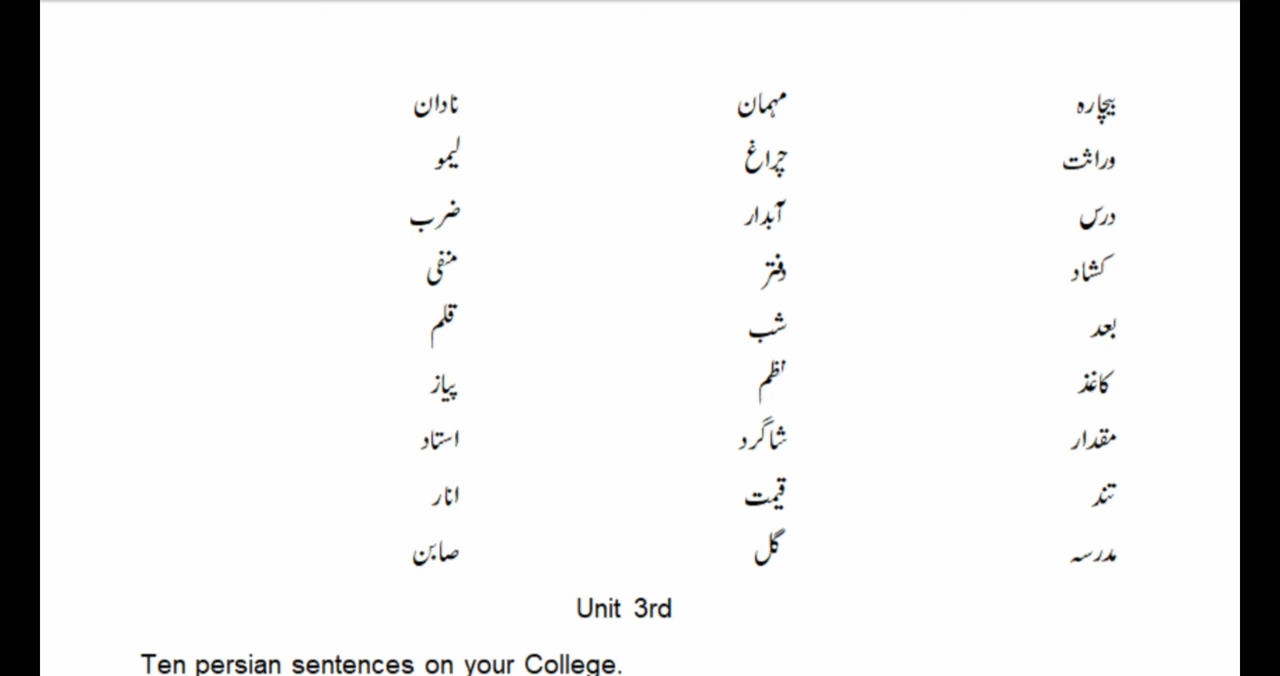 بیچارہ مہمان نادان
وراثت چراغ لیمو
درس آبدار ضرب
کشاد دفتر منفی
بعد شب قلم
کاغذ نظم پیاز
مقدار شاگرد استاد
تند قیمت انار
مدرسہ گل صابن
Unit 3rd
Ten persian sentences on your College.